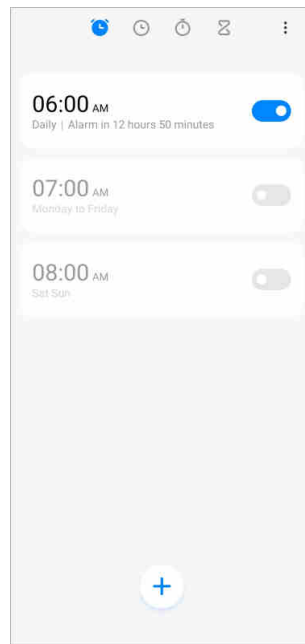 06:00 AM
Daily | Alarm in 12 hours 50 minutes
07:00 AM
Monday to Friday
08:00 AM
Sat Sun